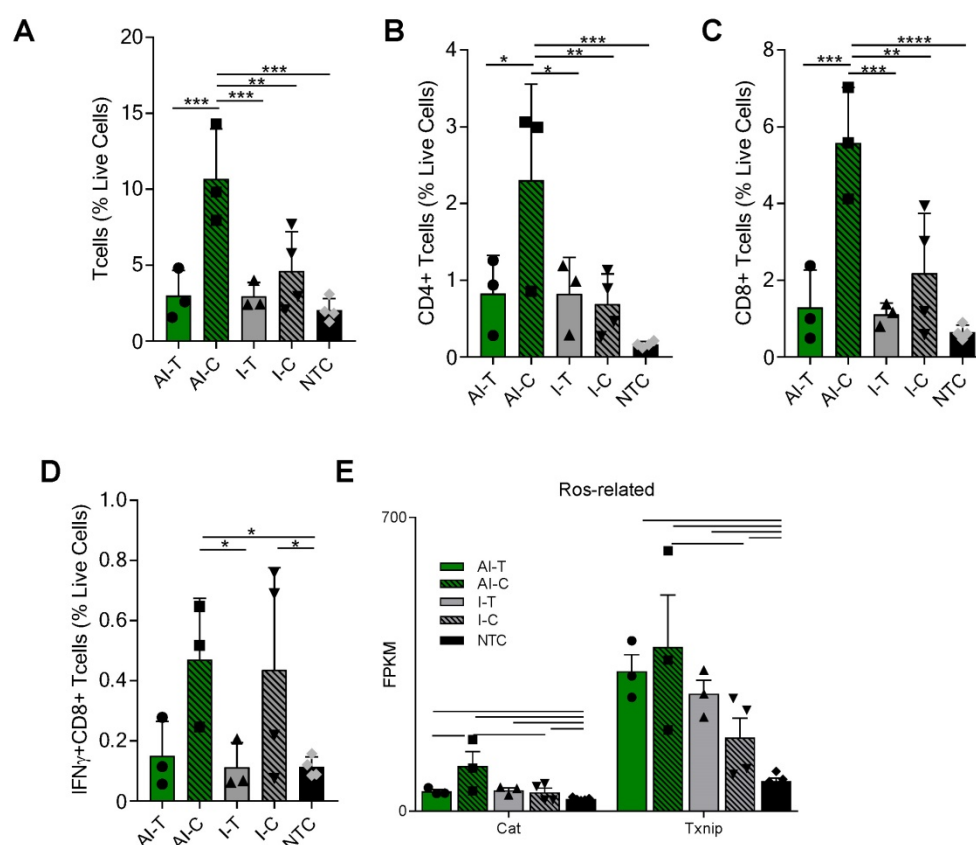 A
Tcells (% Live Cells)
20
15
10
5
0
***
**
*** ***
AI-T AI-C I-T I-C NTC
B
CD4+ Tcells (% Live Cells)
4
3
2
1
0
***
**
* *
AI-T AI-C I-T I-C NTC
C
CD8+ Tcells (% Live Cells)
8
6
4
2
0
****
**
*** ***
AI-T AI-C I-T I-C NTC
D
IFNγ+CD8+ Tcells (% Live Cells)
1.0
0.8
0.6
0.4
0.2
0.0
*
* *
AI-T AI-C I-T I-C NTC
E
Ros-related
FPKM
700
0
AI-T
AI-C
I-T
I-C
NTC
Cat Txnip